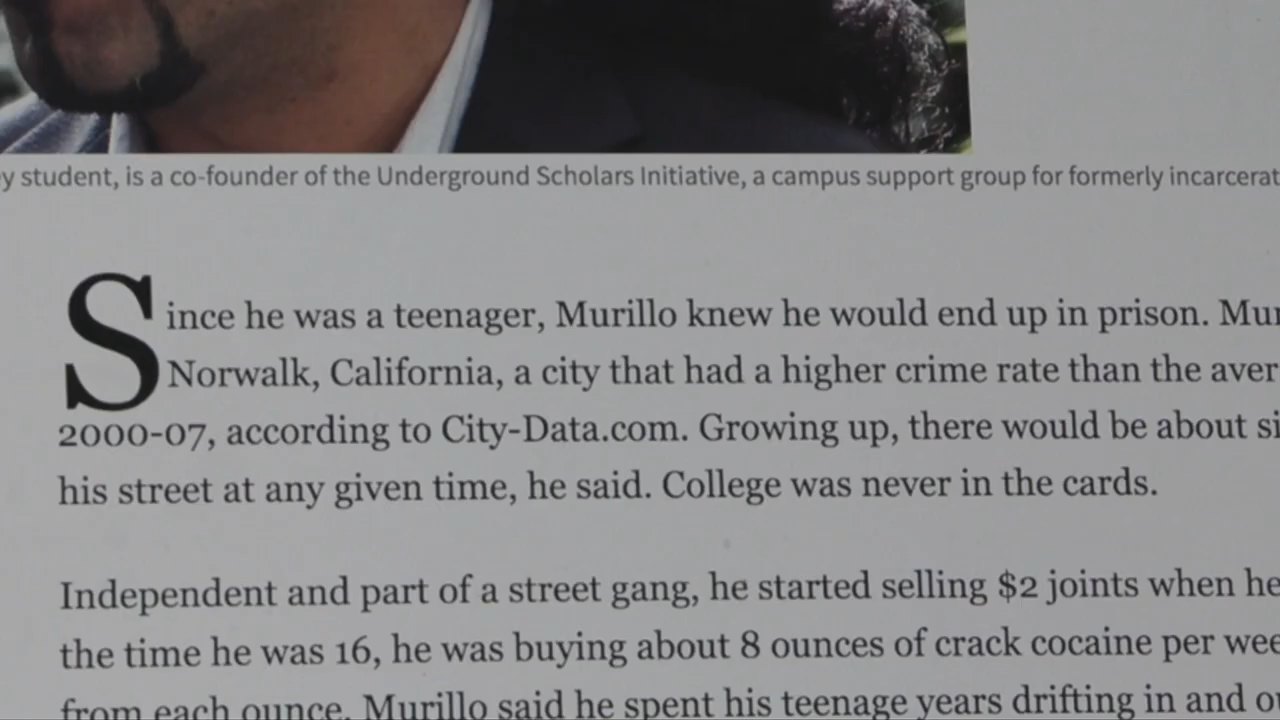 student, is a co-founder of the Underground Scholars Initiative, a campus support group for formerly
Since he was a teenager, Murillo knew he would end up in prison.
Norwalk, California, a city that had a higher crime rate than the
2000-07, according to City-Data.com. Growing up, there would be about
his street at any given time, he said. College was never in the cards.
Independent and part of a street gang, he started selling $2 joints when he
the time he was 16, he was buying about 8 ounces of crack cocaine per
from each ounce. Murillo said he spent his teenage years drifting in and